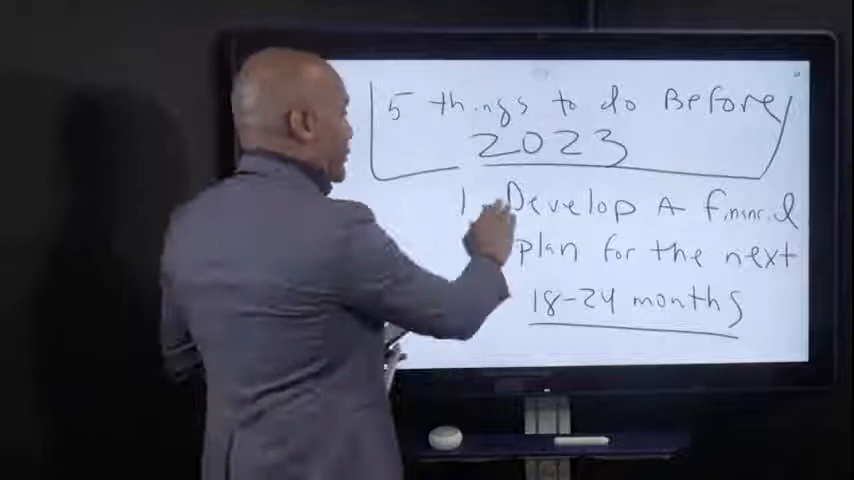 5 things to do Before
2023
1. Develop A financial
plan for the next
18-24 months